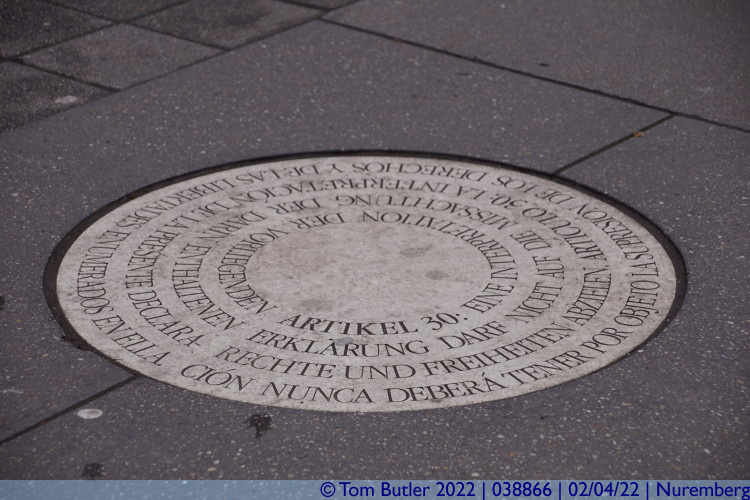 ARTIKEL 30: EINE INTERPRETATION DER VORLIEGENDEN
ERKLÄRUNG DARF NICHT AUF DIE MISSACHTUNG DER DARIN ENTHALTENEN
RECHTE UND FREIHEITEN ABZIELEN. ARTICULO 30: LA INTERPRETACIÓN DE LA PRESENTE DECLARA
CIÓN NUNCA DEBERÁ TENER POR OBJETO LA SUPRESIÓN DE LOS DERECHOS Y DE LAS LIBERTADES ENUMERADOS EN ELLA.
©Tom Butler 2022 | 038866 | 02/04/22 | Nuremberg